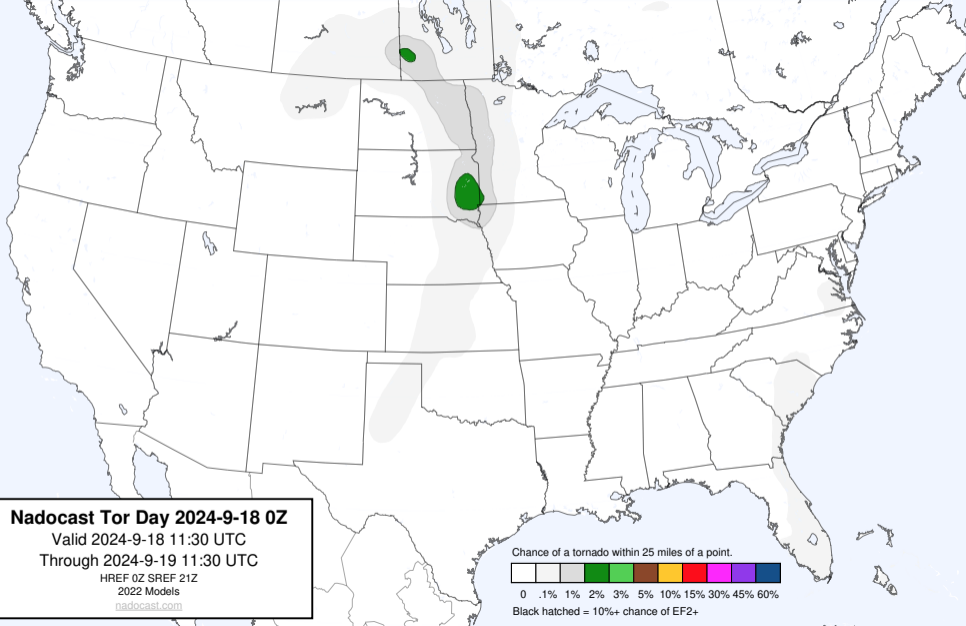 Nadocast Tor Day 2024-9-18 0Z
Valid 2024-9-18 11:30 UTC
Through 2024-9-19 11:30 UTC
HREF 0Z SREF 21Z
2022 Models
nadocast.com
Chance of a tornado within 25 miles of a point.
0 .1% 1% 2% 3% 5% 10% 15% 30% 45% 60%
Black hatched = 10%+ chance of EF2+